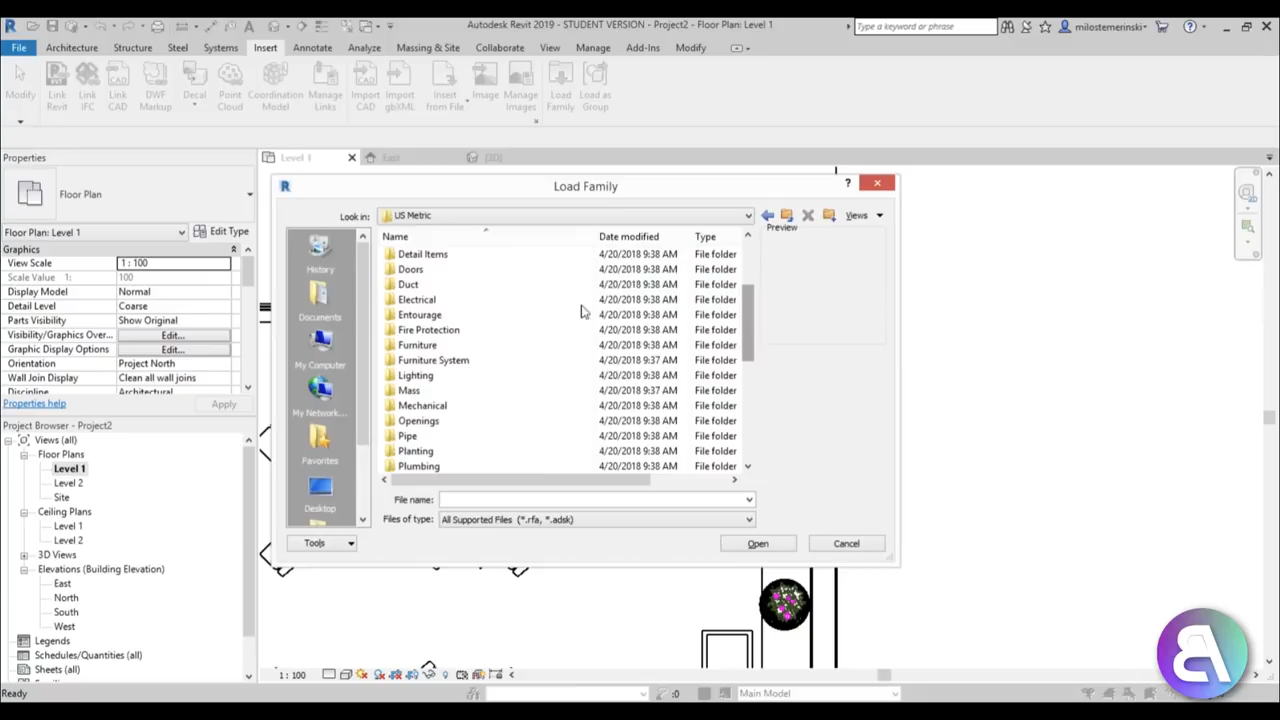 Autodesk Revit 2019 - STUDENT VERSION - Project2 - Floor Plan: Level 1
Type a keyword or phrase
milostemerinski
File Architecture Structure Steel Systems Insert Annotate Analyze Massing & Site Collaborate View Manage Add-Ins Modify
Modify
Link Revit
Link IFC
Link CAD
DWF Markup
Decal
Point Cloud
Coordination Model
Manage Links
Import CAD
Import gbXML
Insert from File
Image
Manage Images
Load Family
Load as Group
Properties
Level 1
East
{3D}
Floor Plan
Floor Plan: Level 1
Edit Type
Graphics
View Scale 1 : 100
Scale Value 1: 100
Display Model Normal
Detail Level Coarse
Parts Visibility Show Original
Visibility/Graphics Over... Edit...
Graphic Display Options Edit...
Orientation Project North
Wall Join Display Clean all wall joins
Discipline Architectural
Properties help
Apply
Project Browser - Project2
Views (all)
Floor Plans
Level 1
Level 2
Site
Ceiling Plans
Level 1
Level 2
3D Views
Elevations (Building Elevation)
East
North
South
West
Legends
Schedules/Quantities (all)
Sheets (all)
Load Family
Look in: US Metric
Views
Preview
History
Documents
My Computer
My Network...
Favorites
Desktop
Name Date modified Type
Detail Items 4/20/2018 9:38 AM File folder
Doors 4/20/2018 9:38 AM File folder
Duct 4/20/2018 9:38 AM File folder
Electrical 4/20/2018 9:38 AM File folder
Entourage 4/20/2018 9:38 AM File folder
Fire Protection 4/20/2018 9:38 AM File folder
Furniture 4/20/2018 9:38 AM File folder
Furniture System 4/20/2018 9:37 AM File folder
Lighting 4/20/2018 9:38 AM File folder
Mass 4/20/2018 9:37 AM File folder
Mechanical 4/20/2018 9:38 AM File folder
Openings 4/20/2018 9:38 AM File folder
Pipe 4/20/2018 9:38 AM File folder
Planting 4/20/2018 9:38 AM File folder
Plumbing 4/20/2018 9:38 AM File folder
File name:
Files of type: All Supported Files (*.rfa, *.adsk)
Tools
Open
Cancel
1 : 100
Ready
:0
Main Model